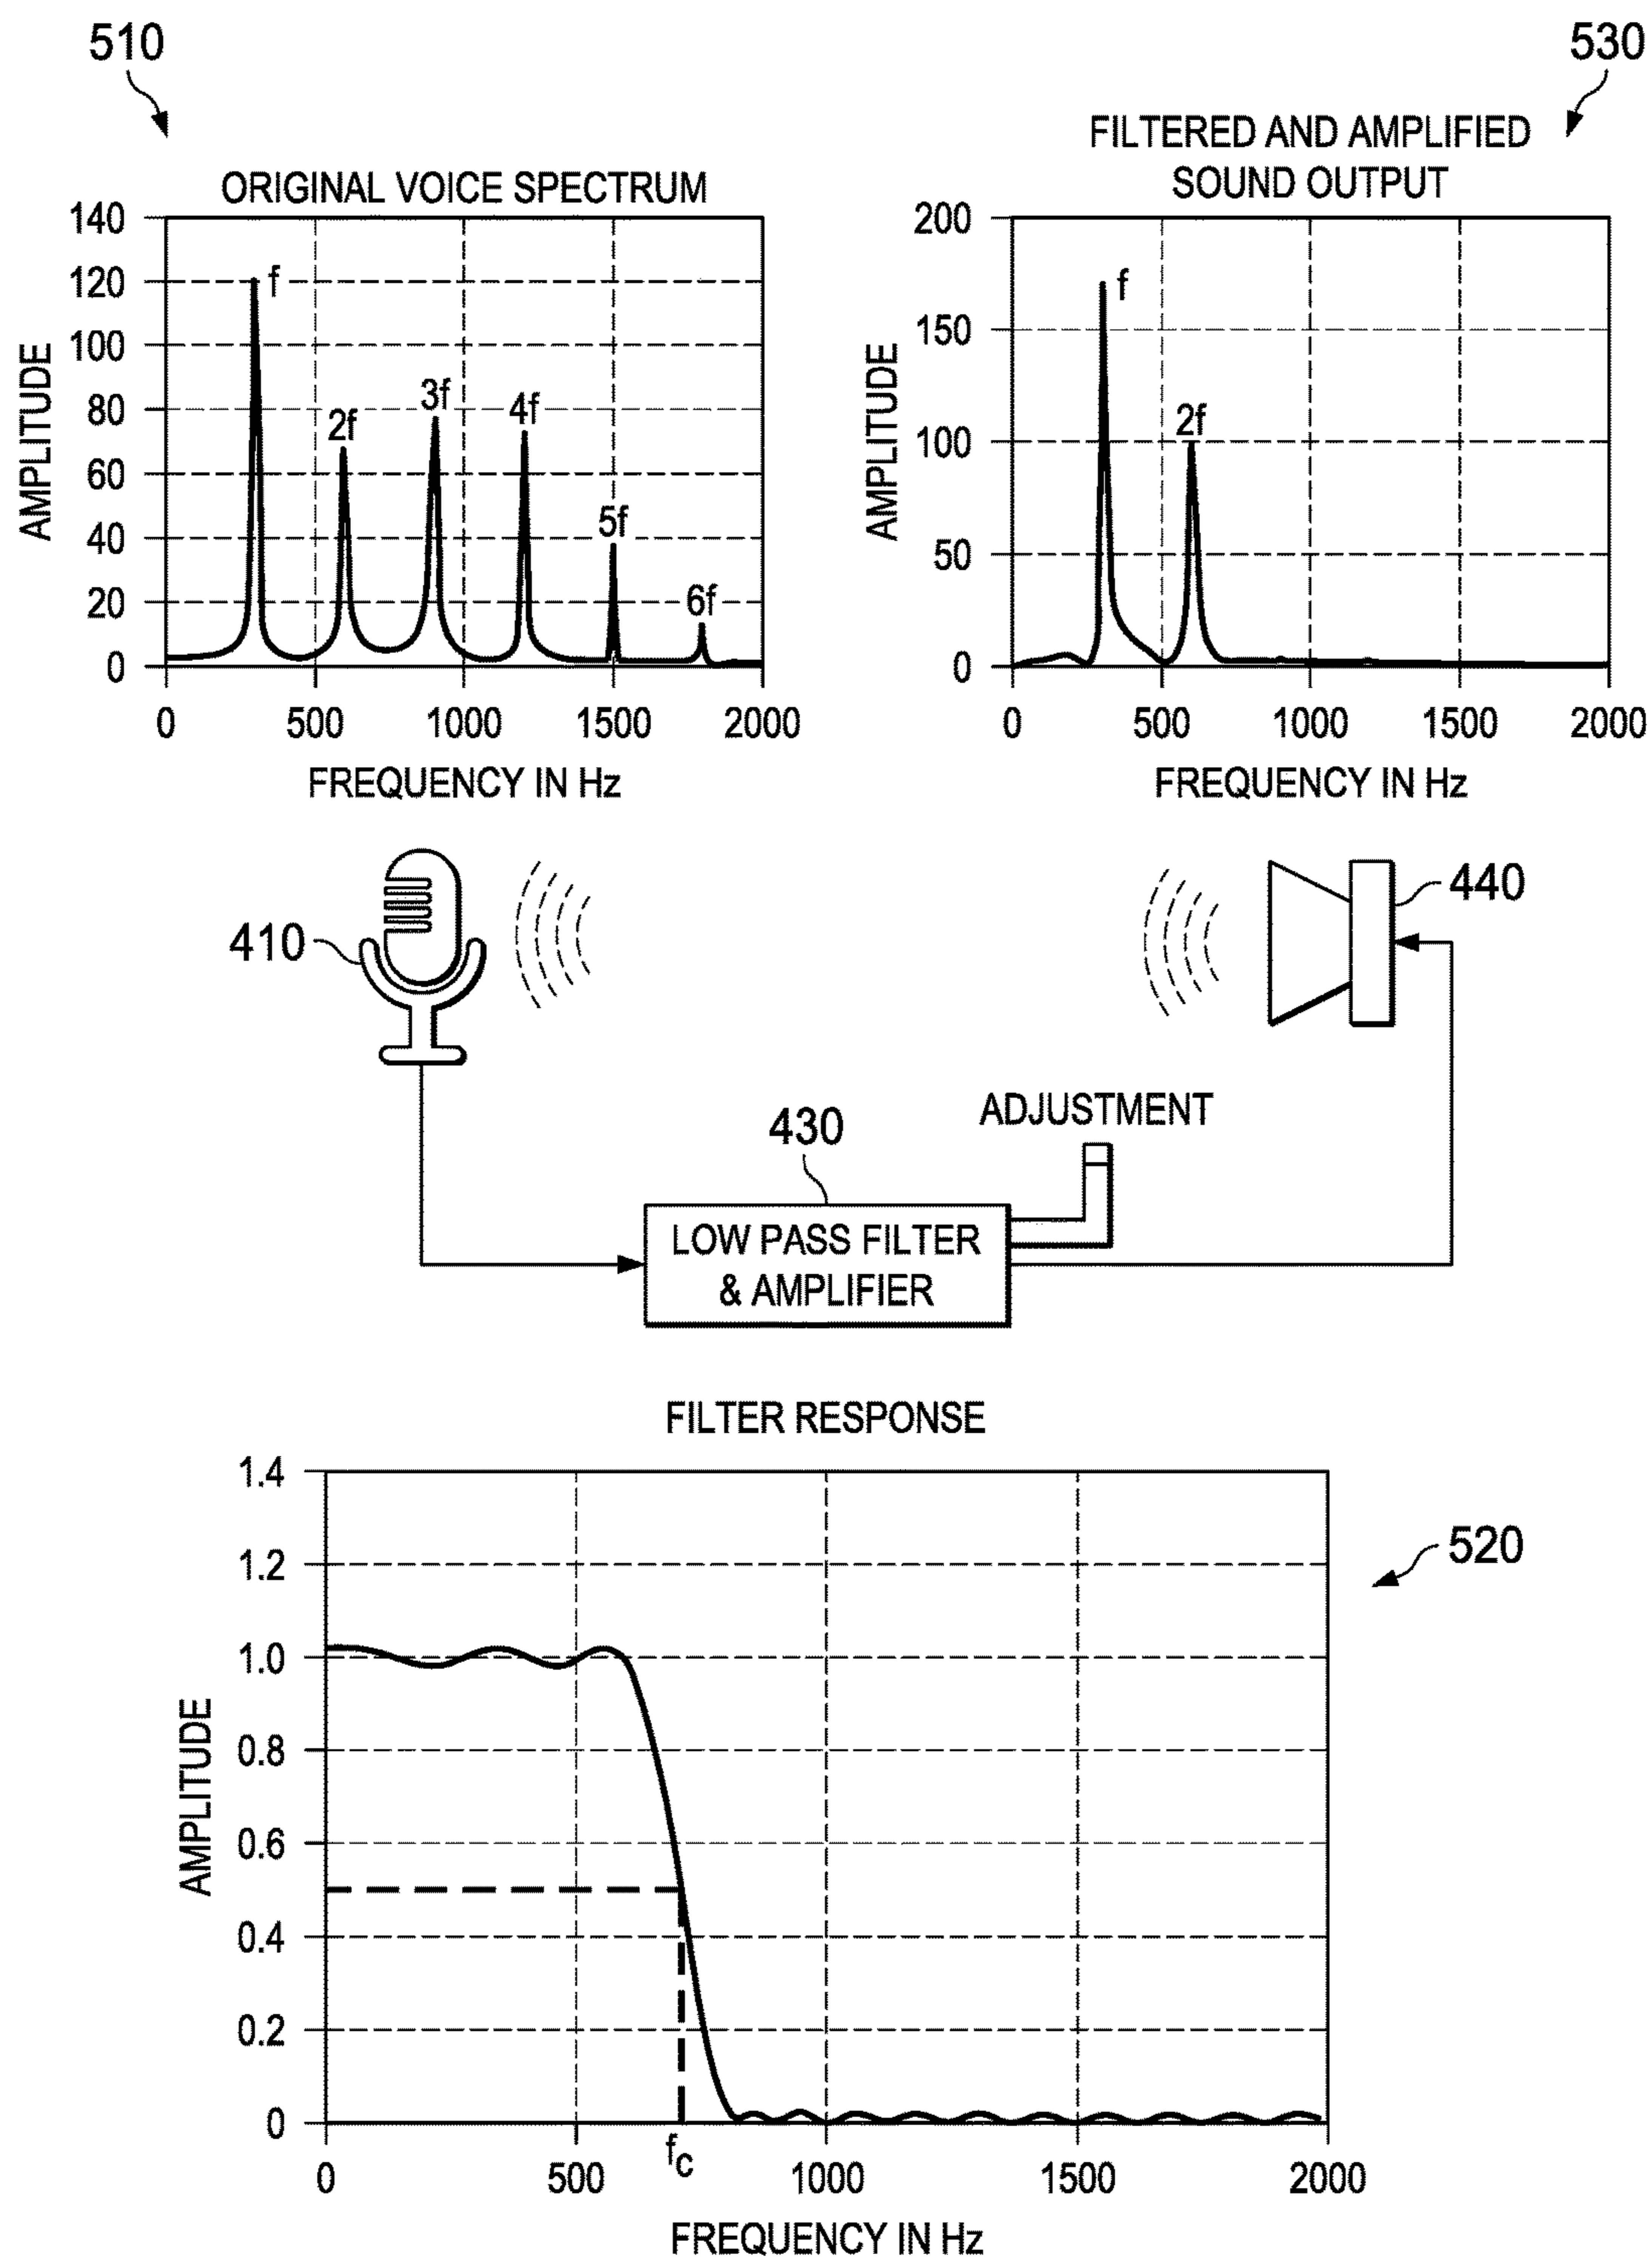 510
530
ORIGINAL VOICE SPECTRUM
140
120
100
80
60
40
20
0
AMPLITUDE
f
2f
3f
4f
5f
6f
0 500 1000 1500 2000
FREQUENCY IN Hz
FILTERED AND AMPLIFIED
SOUND OUTPUT
200
150
100
50
0
AMPLITUDE
f
2f
0 500 1000 1500 2000
FREQUENCY IN Hz
410
440
430
ADJUSTMENT
LOW PASS FILTER
& AMPLIFIER
FILTER RESPONSE
520
1.4
1.2
1.0
0.8
0.6
0.4
0.2
0
AMPLITUDE
0 500 fc 1000 1500 2000
FREQUENCY IN Hz